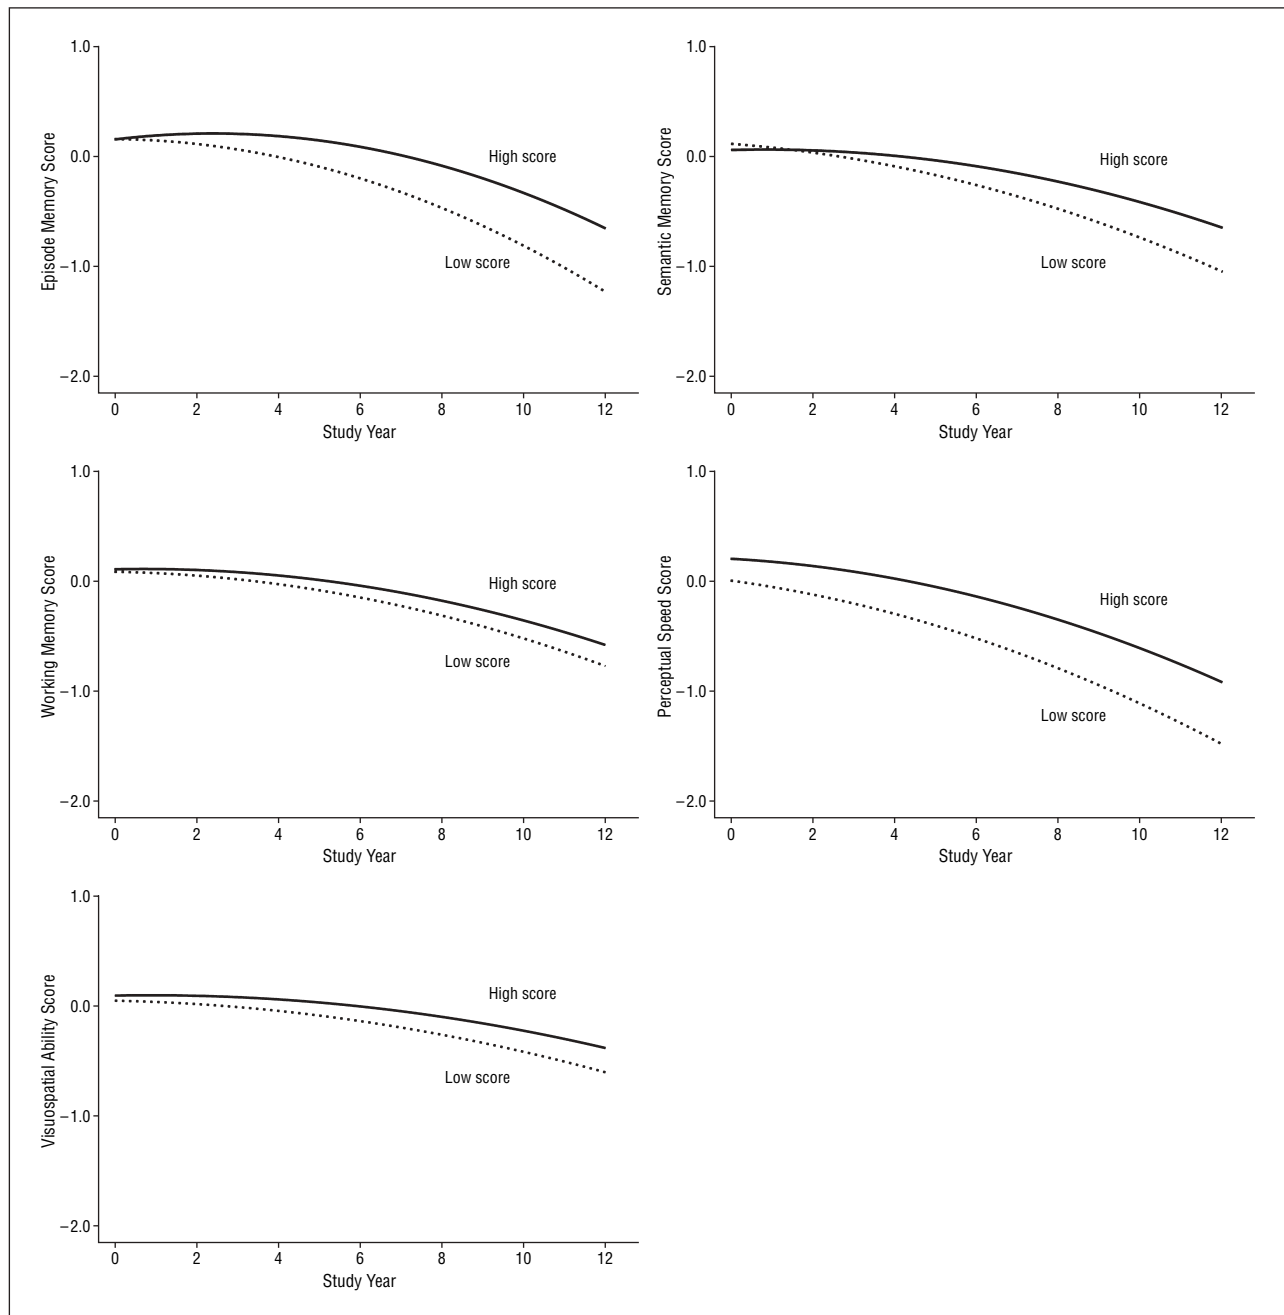 1.0
0.0
−1.0
−2.0
Episode Memory Score
High score
Low score
0 2 4 6 8 10 12
Study Year
1.0
0.0
−1.0
−2.0
Semantic Memory Score
High score
Low score
0 2 4 6 8 10 12
Study Year
1.0
0.0
−1.0
−2.0
Working Memory Score
High score
Low score
0 2 4 6 8 10 12
Study Year
1.0
0.0
−1.0
−2.0
Perceptual Speed Score
High score
Low score
0 2 4 6 8 10 12
Study Year
1.0
0.0
−1.0
−2.0
Visuospatial Ability Score
High score
Low score
0 2 4 6 8 10 12
Study Year